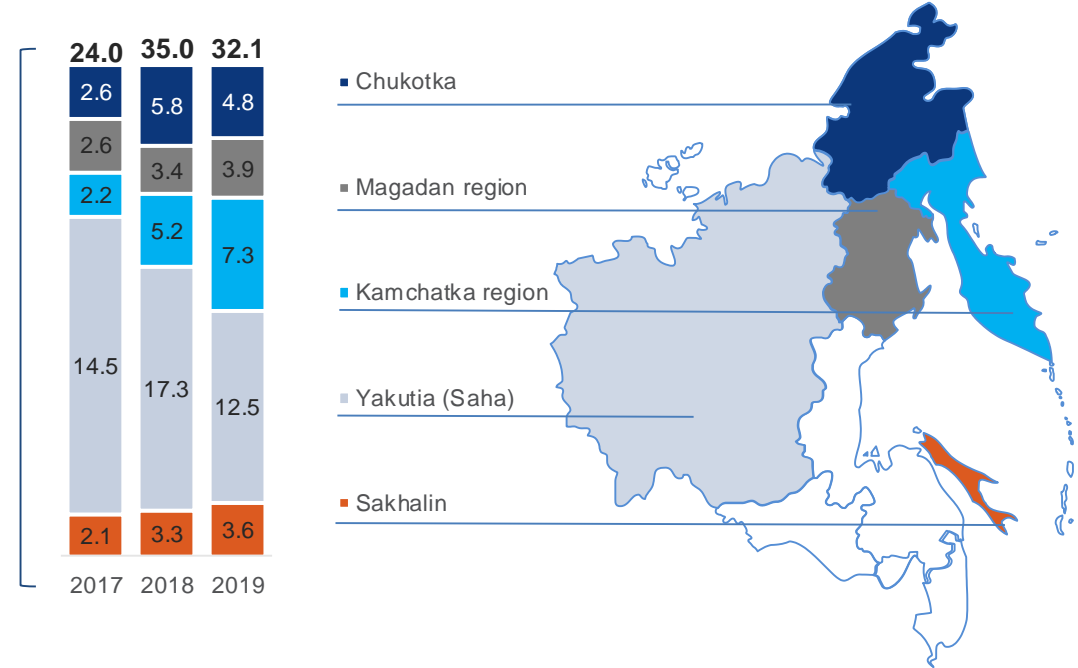 24.0 35.0 32.1
2.6 5.8 4.8
2.6 3.4 3.9
2.2 5.2 7.3
14.5 17.3 12.5
2.1 3.3 3.6
2017 2018 2019
Chukotka
Magadan region
Kamchatka region
Yakutia (Saha)
Sakhalin